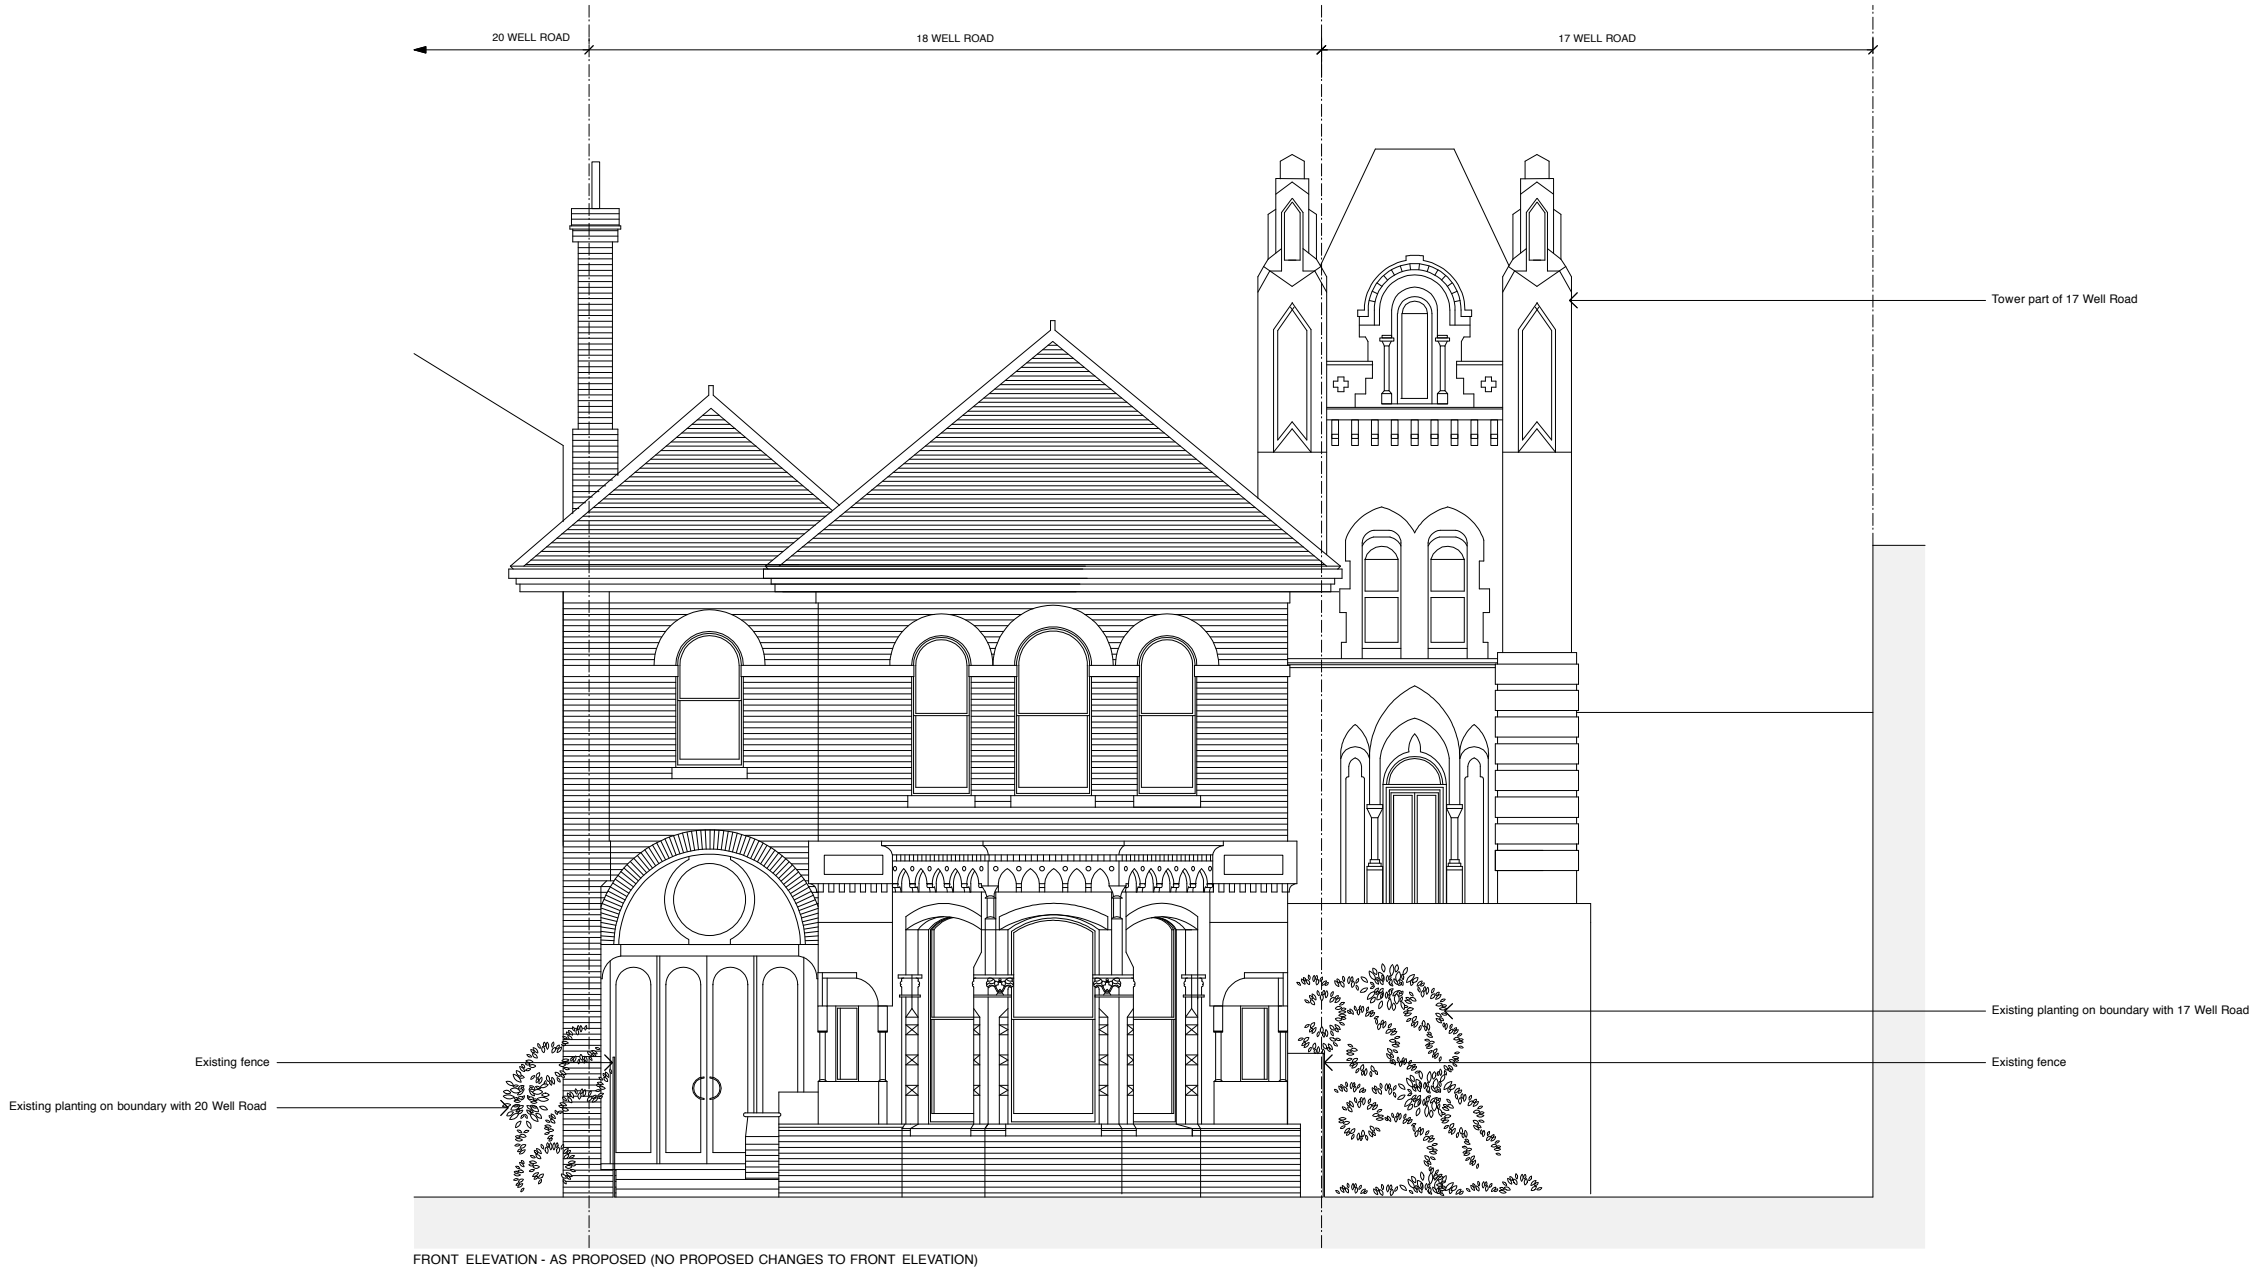 20 WELL ROAD
18 WELL ROAD
17 WELL ROAD
Tower part of 17 Well Road
Existing planting on boundary with 17 Well Road
Existing fence
Existing fence
Existing planting on boundary with 20 Well Road
FRONT ELEVATION - AS PROPOSED (NO PROPOSED CHANGES TO FRONT ELEVATION)